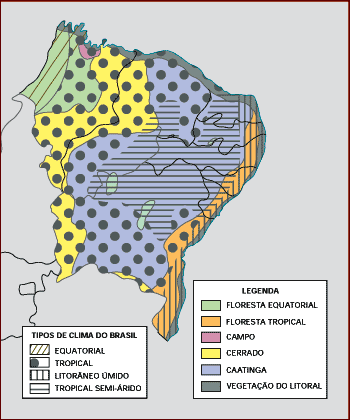 TIPOS DE CLIMA DO BRASIL
EQUATORIAL
TROPICAL
LITORÂNEO ÚMIDO
TROPICAL SEMI-ÁRIDO
LEGENDA
FLORESTA EQUATORIAL
FLORESTA TROPICAL
CAMPO
CERRADO
CAATINGA
VEGETAÇÃO DO LITORAL